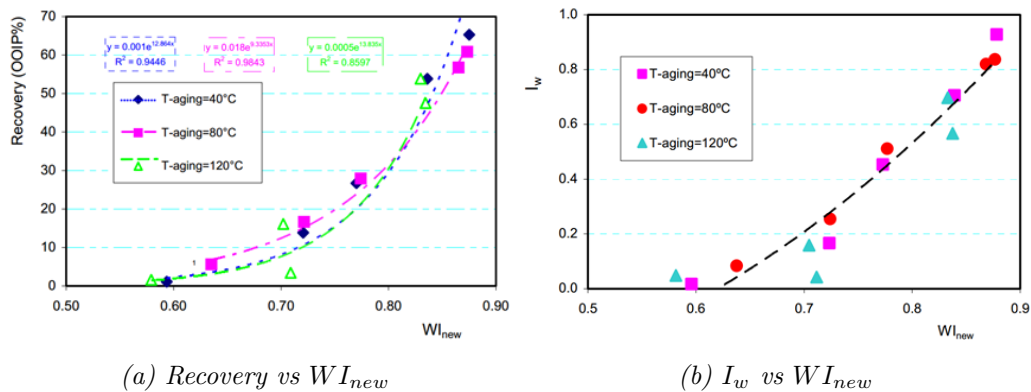 Recovery (OOIP%)
70
60
50
40
30
20
10
0
y = 0.001e^12.864x
R² = 0.9446
y = 0.018e^9.3353x
R² = 0.9843
y = 0.0005e^13.835x
R² = 0.8597
T-aging=40°C
T-aging=80°C
T-aging=120°C
1
0.50 0.60 0.70 0.80 0.90
WI_new
(a) Recovery vs WI_new
I_w
1.0
0.8
0.6
0.4
0.2
0.0
T-aging=40ºC
T-aging=80ºC
T-aging=120ºC
0.5 0.6 0.7 0.8 0.9
WI_new
(b) I_w vs WI_new